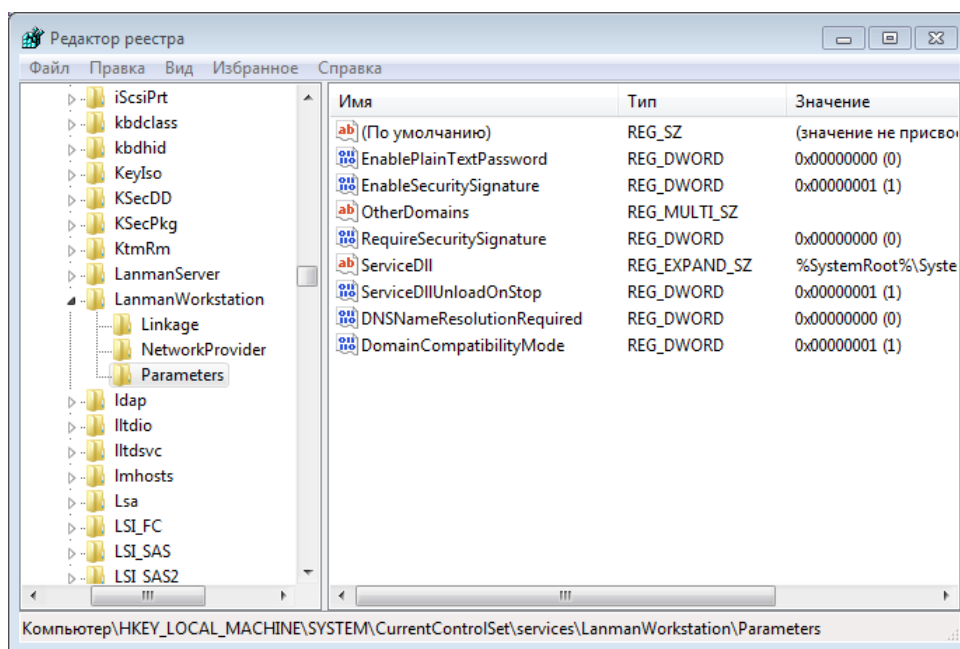 Редактор реестра
Файл Правка Вид Избранное Справка
iScsiPrt
kbdclass
kbdhid
KeyIso
KSecDD
KSecPkg
KtmRm
LanmanServer
LanmanWorkstation
Linkage
NetworkProvider
Parameters
ldap
lltdio
lltdsvc
lmhosts
Lsa
LSI_FC
LSI_SAS
LSI_SAS2
Имя Тип Значение
(По умолчанию) REG_SZ (значение не присво
EnablePlainTextPassword REG_DWORD 0x00000000 (0)
EnableSecuritySignature REG_DWORD 0x00000001 (1)
OtherDomains REG_MULTI_SZ
RequireSecuritySignature REG_DWORD 0x00000000 (0)
ServiceDll REG_EXPAND_SZ %SystemRoot%\Syste
ServiceDllUnloadOnStop REG_DWORD 0x00000001 (1)
DNSNameResolutionRequired REG_DWORD 0x00000000 (0)
DomainCompatibilityMode REG_DWORD 0x00000001 (1)
Компьютер\HKEY_LOCAL_MACHINE\SYSTEM\CurrentControlSet\services\LanmanWorkstation\Parameters